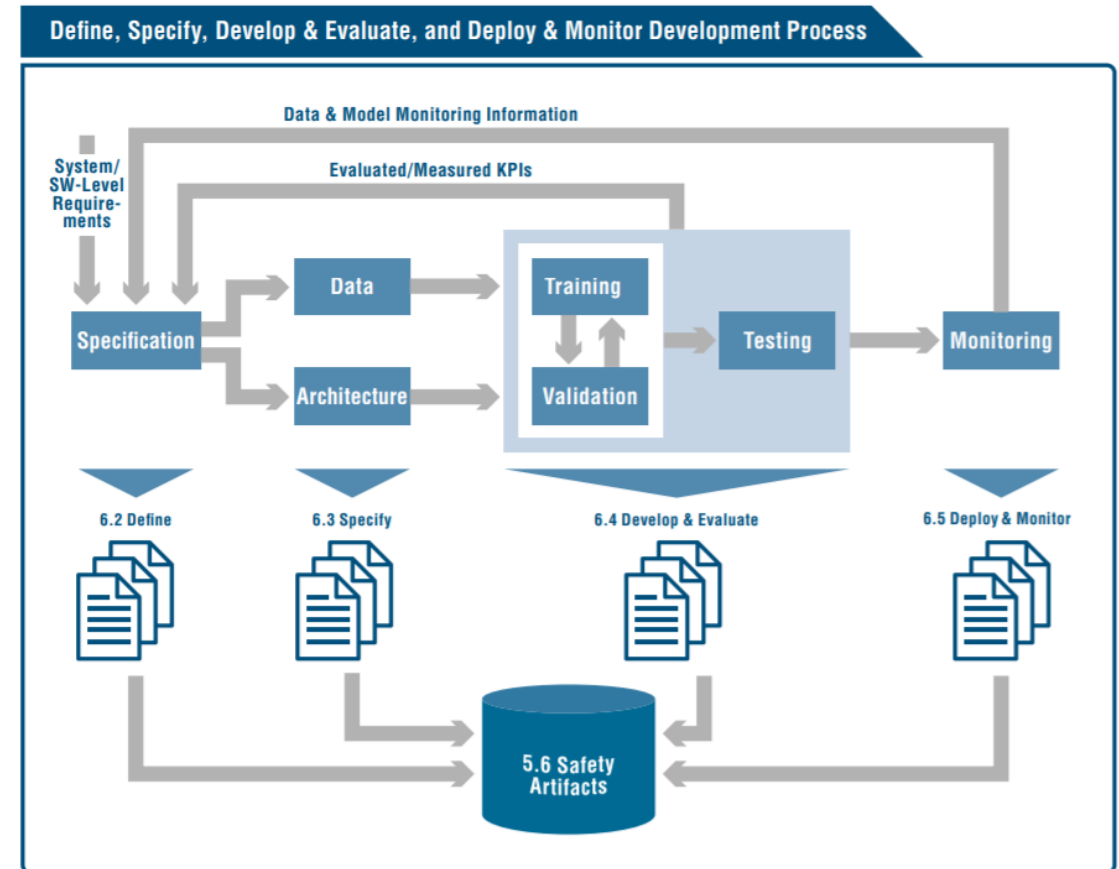 Define, Specify, Develop & Evaluate, and Deploy & Monitor Development Process
Data & Model Monitoring Information
System/
SW-Level
Require-
ments
Evaluated/Measured KPIs
Data
Training
Specification
Testing
Monitoring
Architecture
Validation
6.2 Define
6.3 Specify
6.4 Develop & Evaluate
6.5 Deploy & Monitor
5.6 Safety
Artifacts